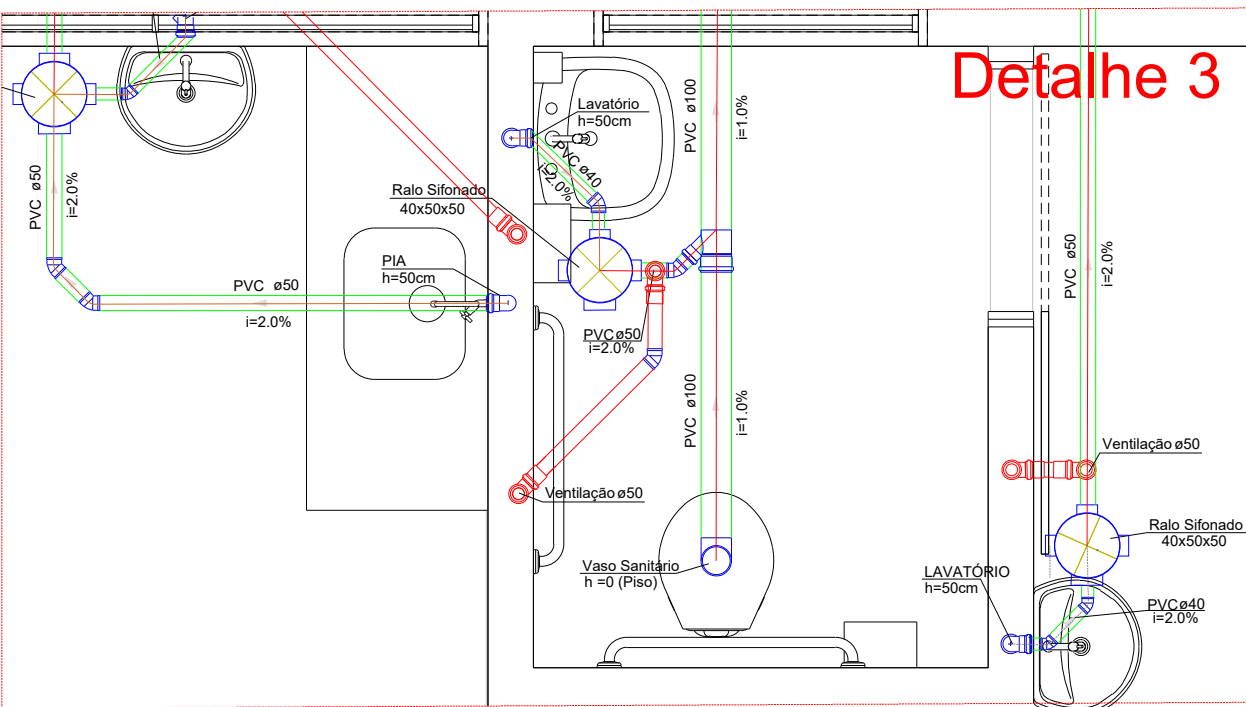 Detalhe 3
PVC ø50
i=2.0%
PVC ø50
i=2.0%
PIA
h=50cm
Ralo Sifonado
40x50x50
Lavatório
h=50cm
PVC ø40
i=2.0%
PVC ø100
i=1.0%
PVCø50
i=2.0%
PVC ø100
i=1.0%
Ventilação ø50
Vaso Sanitário
h =0 (Piso)
PVC ø50
i=2.0%
Ventilação ø50
Ralo Sifonado
40x50x50
LAVATÓRIO
h=50cm
PVCø40
i=2.0%